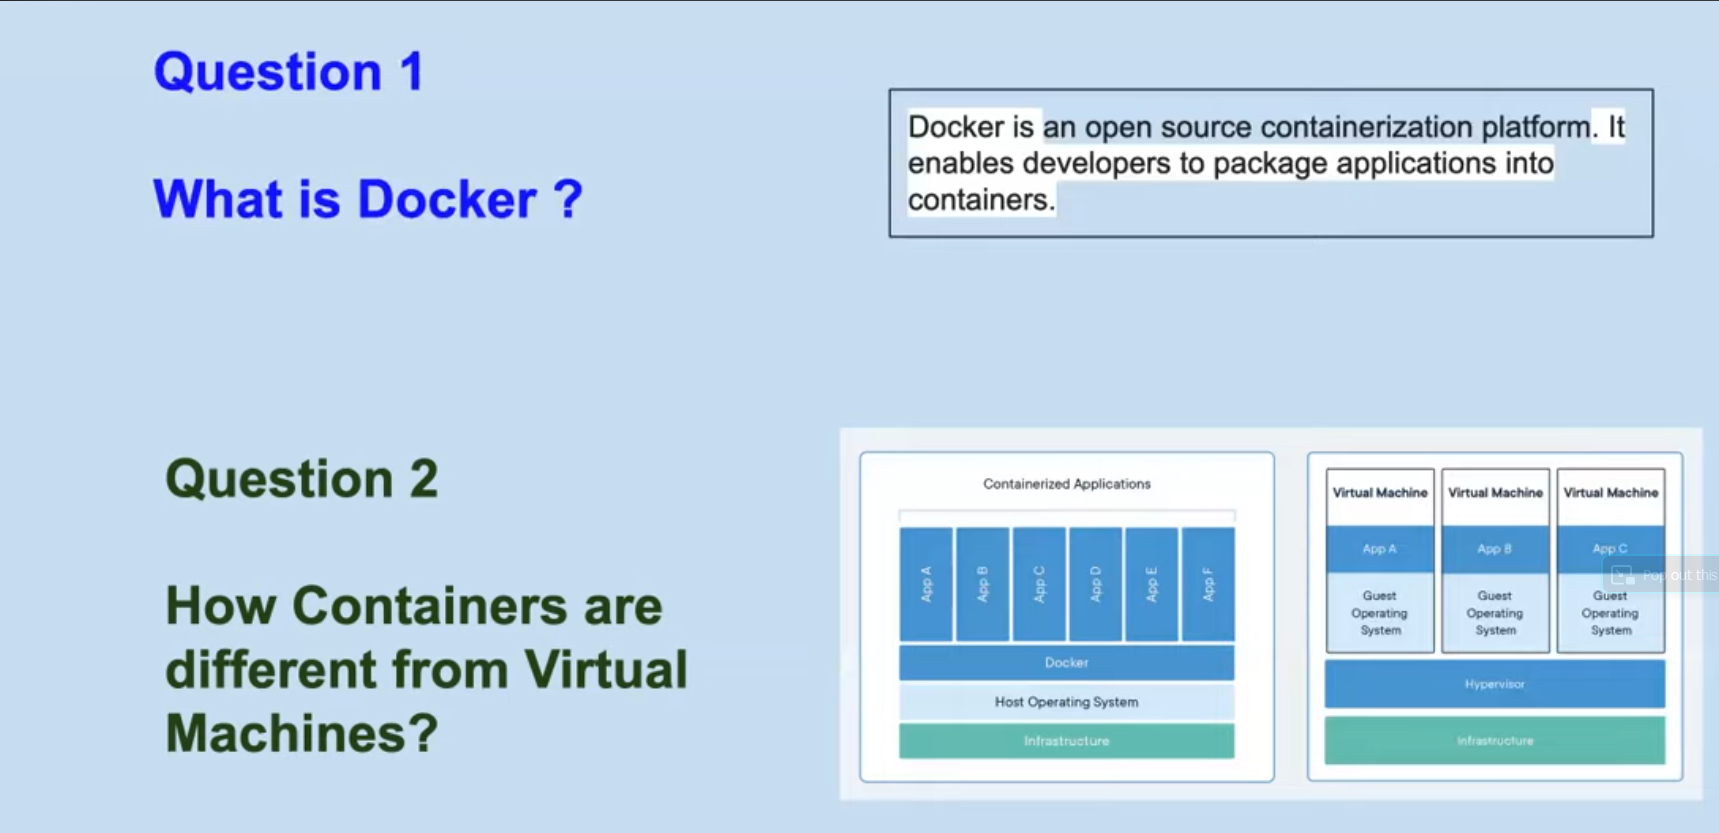 Question 1
What is Docker ?
Docker is an open source containerization platform. It
enables developers to package applications into
containers.
Question 2
How Containers are
different from Virtual
Machines?
Containerized Applications
App A
App B
App C
App D
App E
App F
Docker
Host Operating System
Infrastructure
Virtual Machine
App A
Guest
Operating
System
Virtual Machine
App B
Guest
Operating
System
Virtual Machine
App C
Guest
Operating
System
Hypervisor
Infrastructure
Pop out this